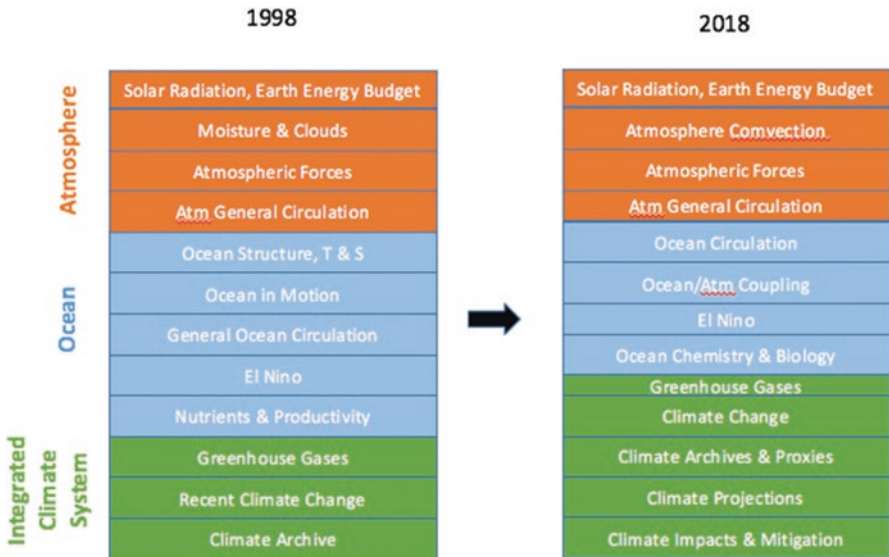 1998
2018
Atmosphere
Ocean
Integrated
Climate
System
Solar Radiation, Earth Energy Budget
Moisture & Clouds
Atmospheric Forces
Atm General Circulation
Ocean Structure, T & S
Ocean in Motion
General Ocean Circulation
El Nino
Nutrients & Productivity
Greenhouse Gases
Recent Climate Change
Climate Archive
Solar Radiation, Earth Energy Budget
Atmosphere Comvection
Atmospheric Forces
Atm General Circulation
Ocean Circulation
Ocean/Atm Coupling
El Nino
Ocean Chemistry & Biology
Greenhouse Gases
Climate Change
Climate Archives & Proxies
Climate Projections
Climate Impacts & Mitigation